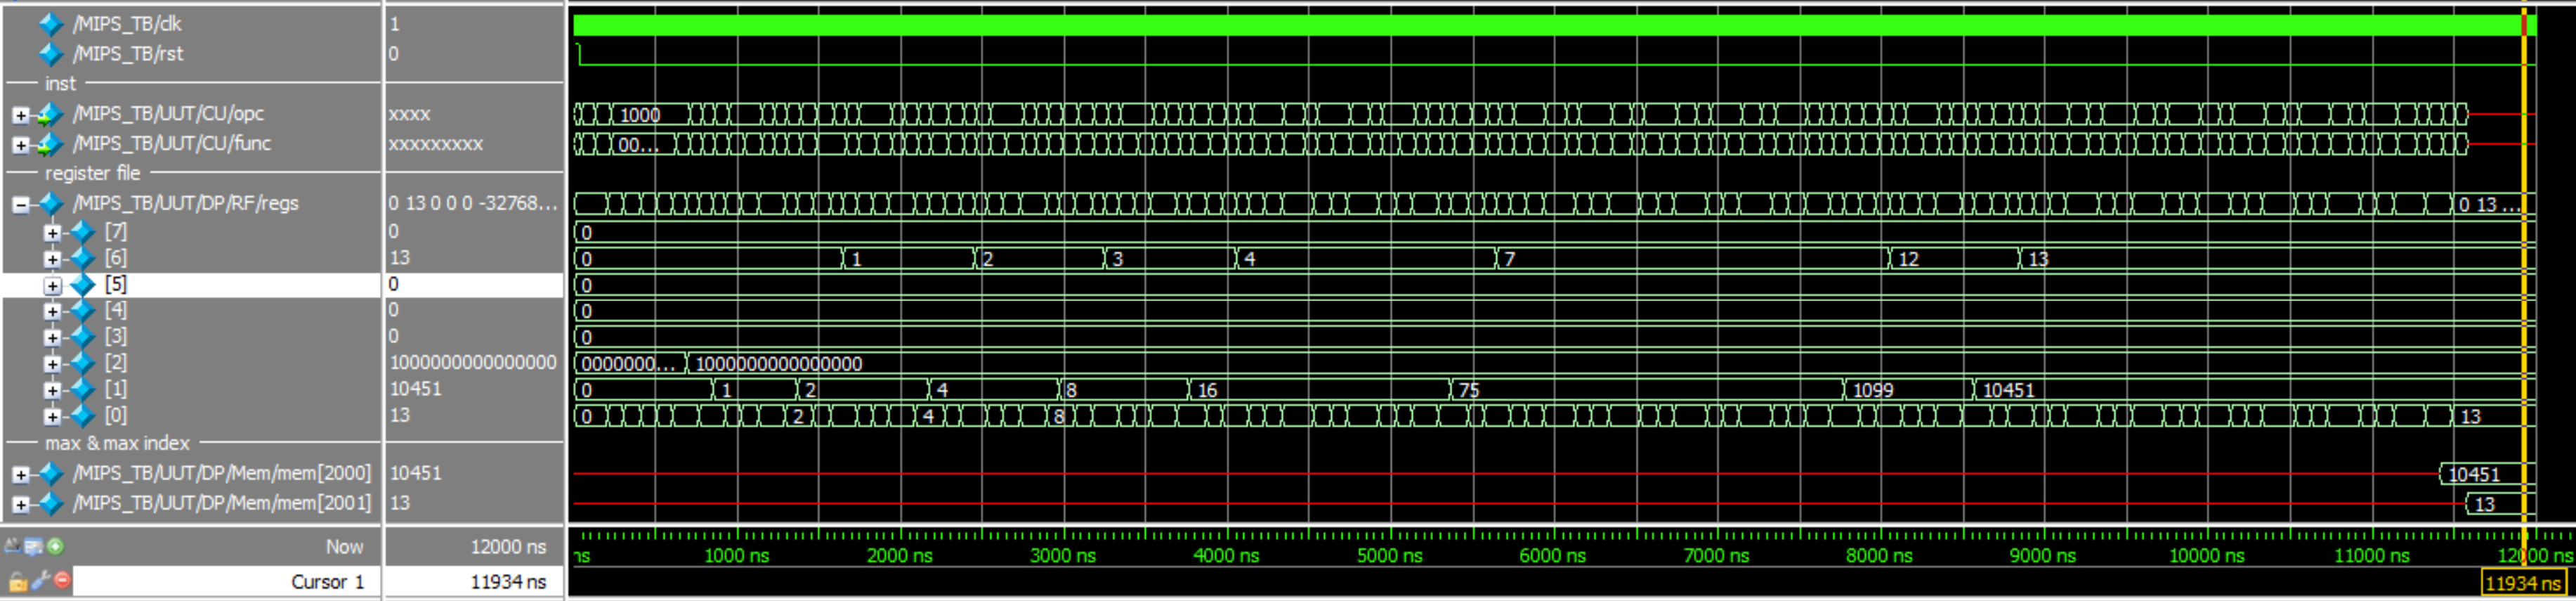 /MIPS_TB/clk 1
/MIPS_TB/rst 0
inst
/MIPS_TB/UUT/CU/opc xxxx 1000
/MIPS_TB/UUT/CU/func xxxxxxxxx 00...
register file
/MIPS_TB/UUT/DP/RF/regs 0 13 0 0 0 -32768... 0 13 ...
[7] 0 0
[6] 13 0 1 2 3 4 7 12 13
[5] 0 0
[4] 0 0
[3] 0 0
[2] 1000000000000000 0000000... 1000000000000000
[1] 10451 0 1 2 4 8 16 75 1099 10451
[0] 13 0 2 4 8 13
max & max index
/MIPS_TB/UUT/DP/Mem/mem[2000] 10451 10451
/MIPS_TB/UUT/DP/Mem/mem[2001] 13 13
Now 12000 ns ns 1000 ns 2000 ns 3000 ns 4000 ns 5000 ns 6000 ns 7000 ns 8000 ns 9000 ns 10000 ns 11000 ns 12000 ns
Cursor 1 11934 ns 11934 ns